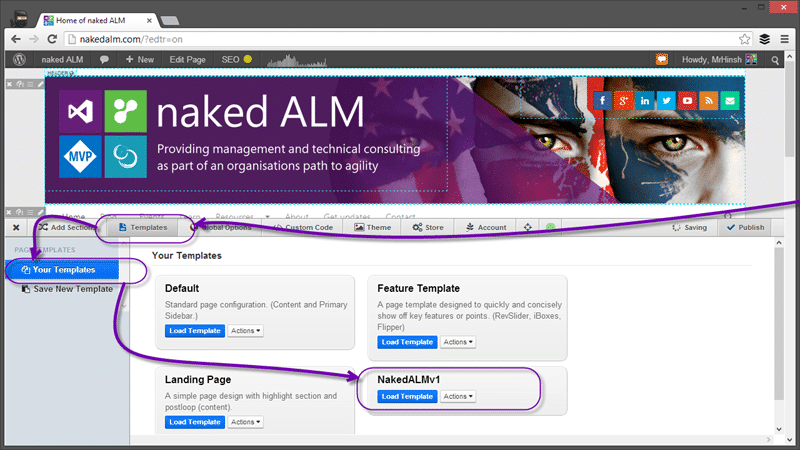 Home of naked ALM
nakedalm.com/?edtr=on
naked ALM
+ New
Edit Page
SEO
Howdy, MrHinsh
HEADER
naked ALM
MVP
Providing management and technical consulting
as part of an organisations path to agility
Home
Events
Learn
Resources
About
Get updates
Contact
Add Section
Templates
Global Options
Custom Code
Theme
Store
Account
Saving
Publish
Your Templates
Your Templates
Save New Template
Default
Standard page configuration. (Content and Primary
Sidebar.)
Load Template
Actions
Feature Template
A page template designed to quickly and concisely
show off key features or points. (RevSlider, iBoxes,
Flipper)
Load Template
Actions
Landing Page
A simple page design with highlight section and
postloop (content).
Load Template
Actions
NakedALMv1
Load Template
Actions